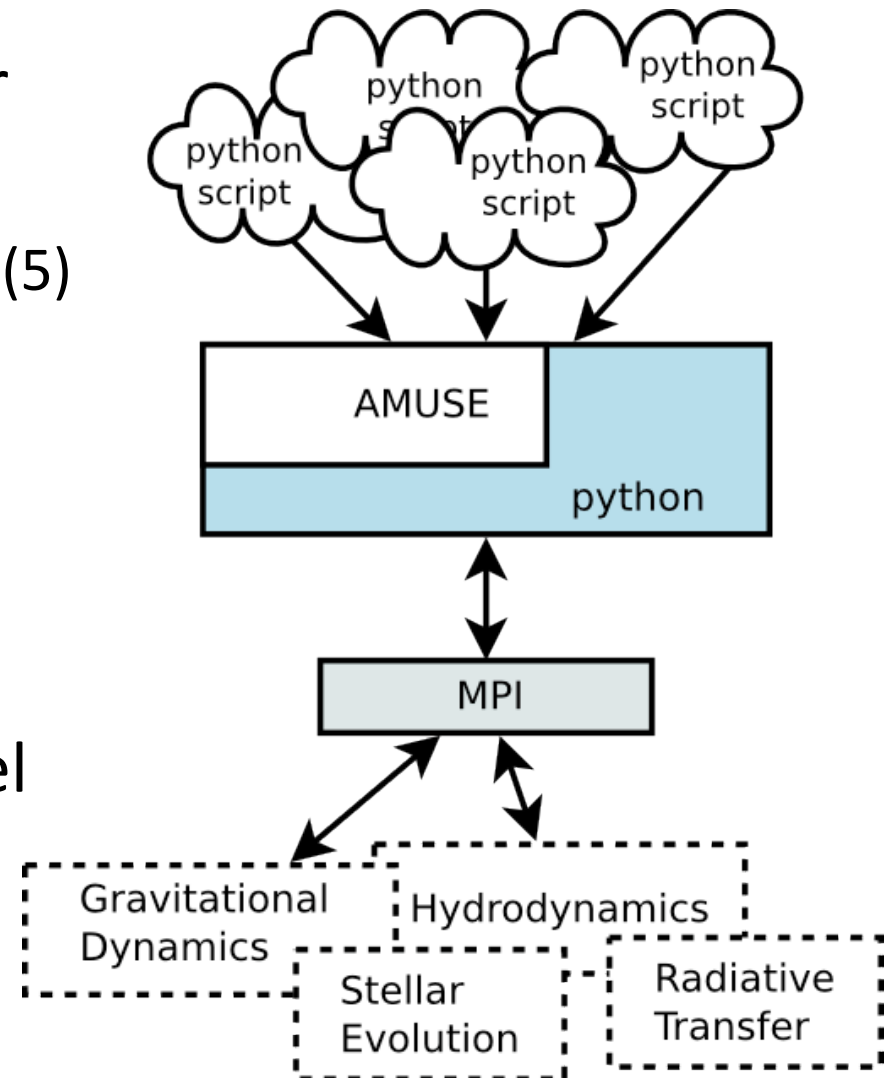 r
python
script
python
python
script
python
script
(5)
AMUSE
python
MPI
el
Gravitational
Dynamics
Hydrodynamics
Stellar
Evolution
Radiative
Transfer